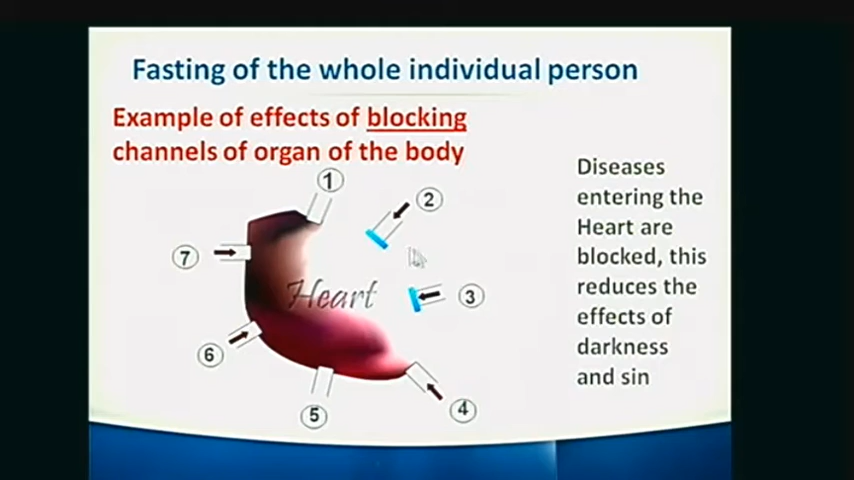 Fasting of the whole individual person
Example of effects of blocking
channels of organ of the body
Diseases
entering the
Heart are
blocked, this
reduces the
effects of
darkness
and sin
1
2
7
Heart
3
6
5
4